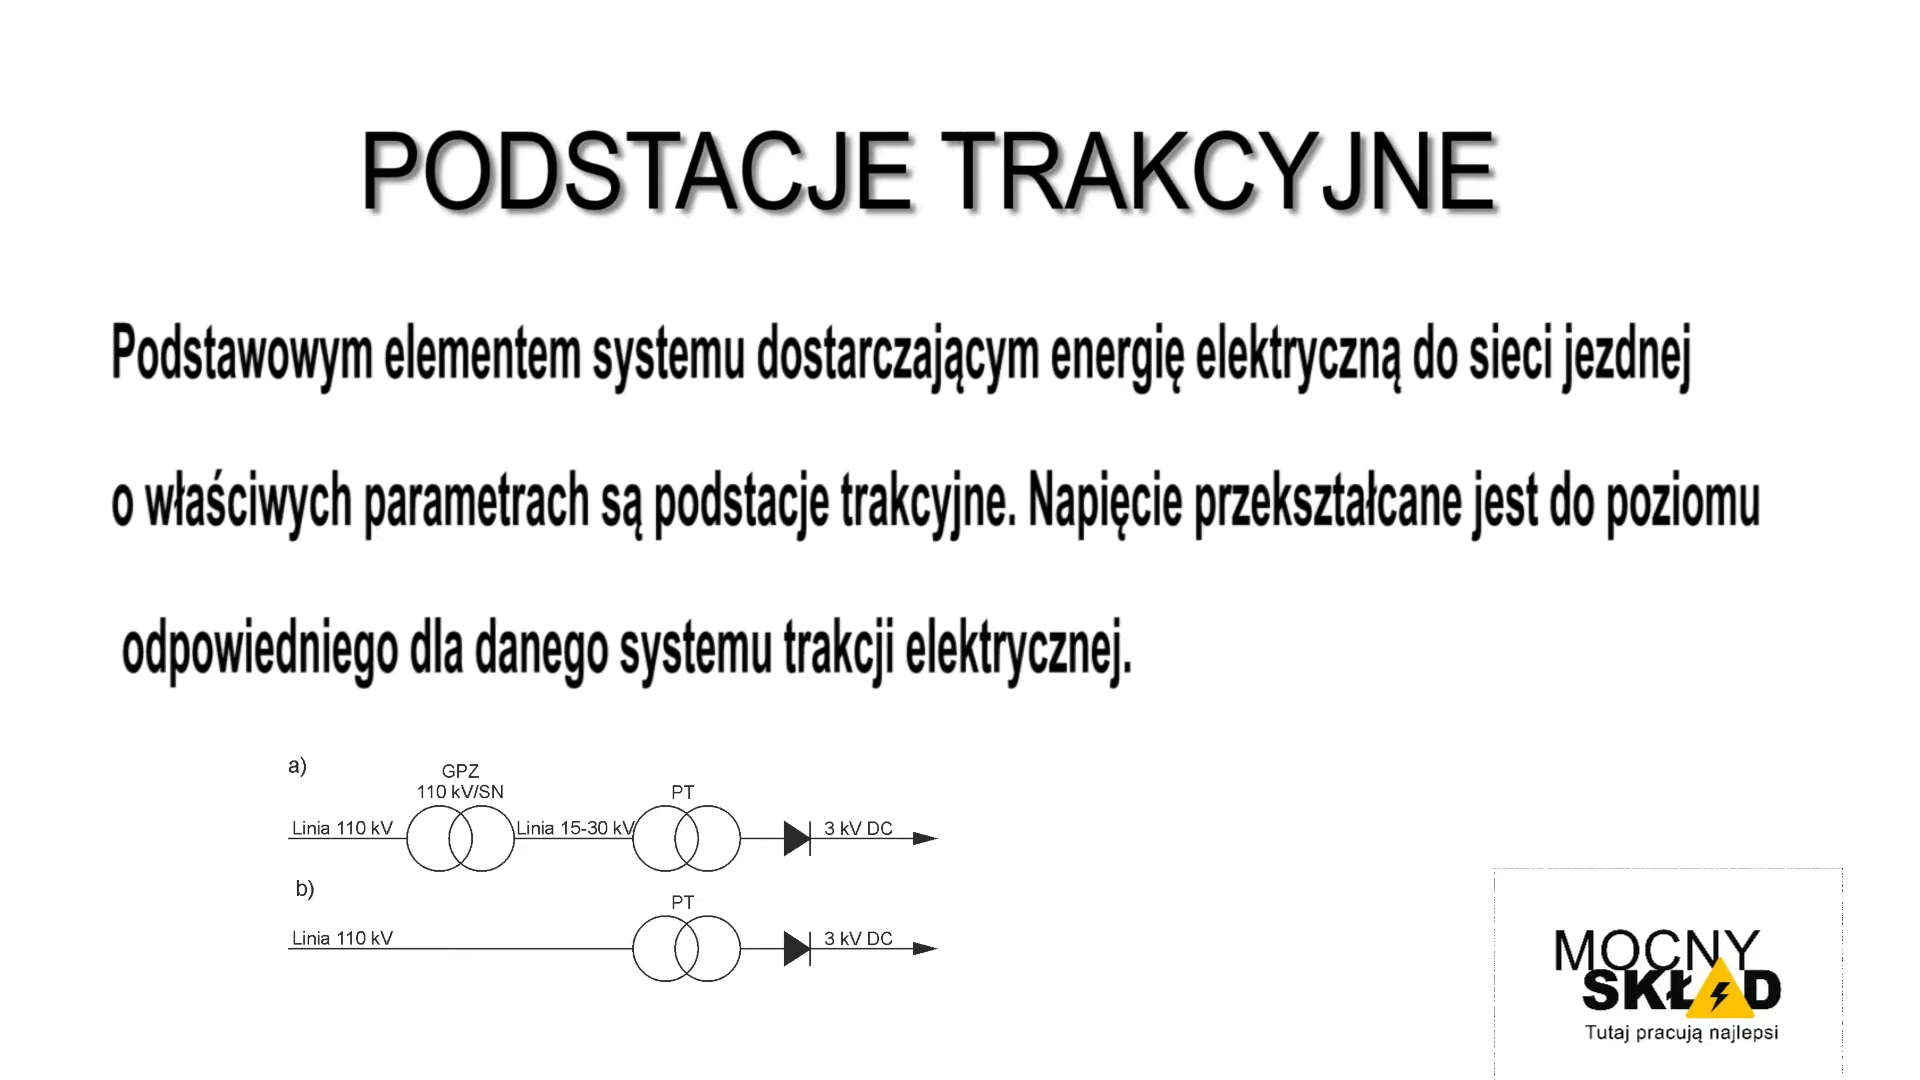 PODSTACJE TRAKCYJNE
Podstawowym elementem systemu dostarczającym energię elektryczną do sieci jezdnej
o właściwych parametrach są podstacje trakcyjne. Napięcie przekształcane jest do poziomu
odpowiedniego dla danego systemu trakcji elektrycznej.
a)
GPZ
110 kV/SN
PT
Linia 110 kV
Linia 15-30 kV
3 kV DC
b)
PT
Linia 110 kV
3 kV DC
MOCNY
SKŁAD
Tutaj pracują najlepsi